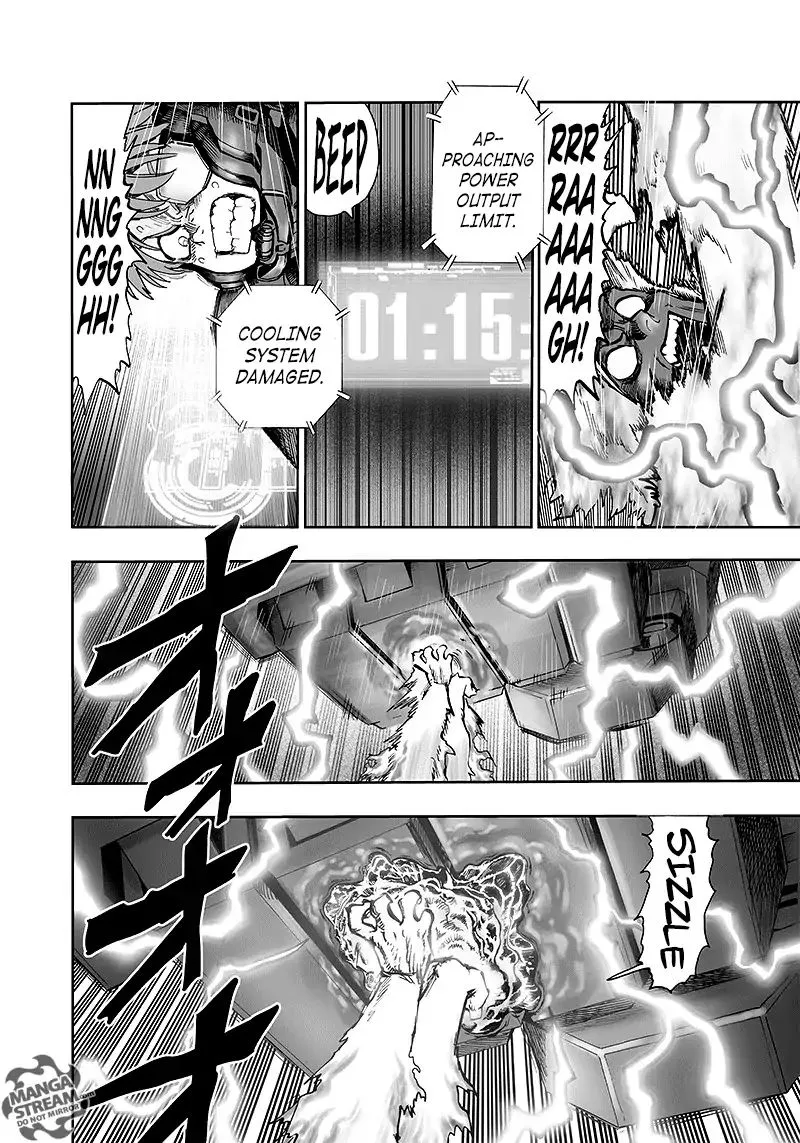 RRR
RAA
AAAA
AAA
GH!
AP-
PROACHING
POWER
OUTPUT
LIMIT.
BEEP
01:15:
COOLING
SYSTEM
DAMAGED.
NN
NNG
GGG
HH!
オオオオ
SIZZLE
MANGA
STREAM.COM
DO NOT MIRROR